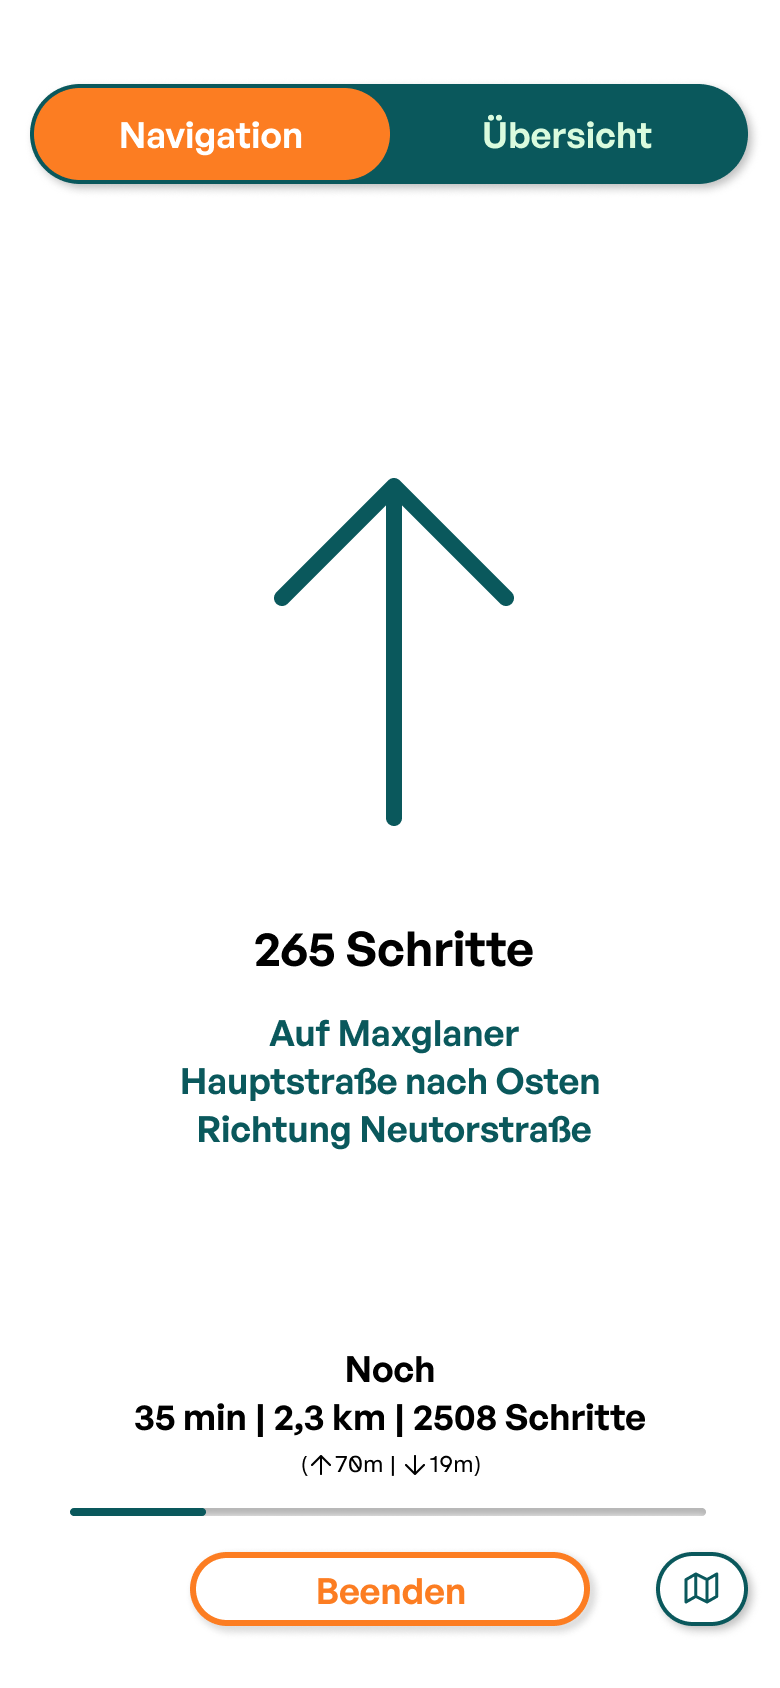 Navigation
Übersicht
265 Schritte
Auf Maxglaner
Hauptstraße nach Osten
Richtung Neutorstraße
Noch
35 min | 2,3 km | 2508 Schritte
(↑70m | ↓19m)
Beenden